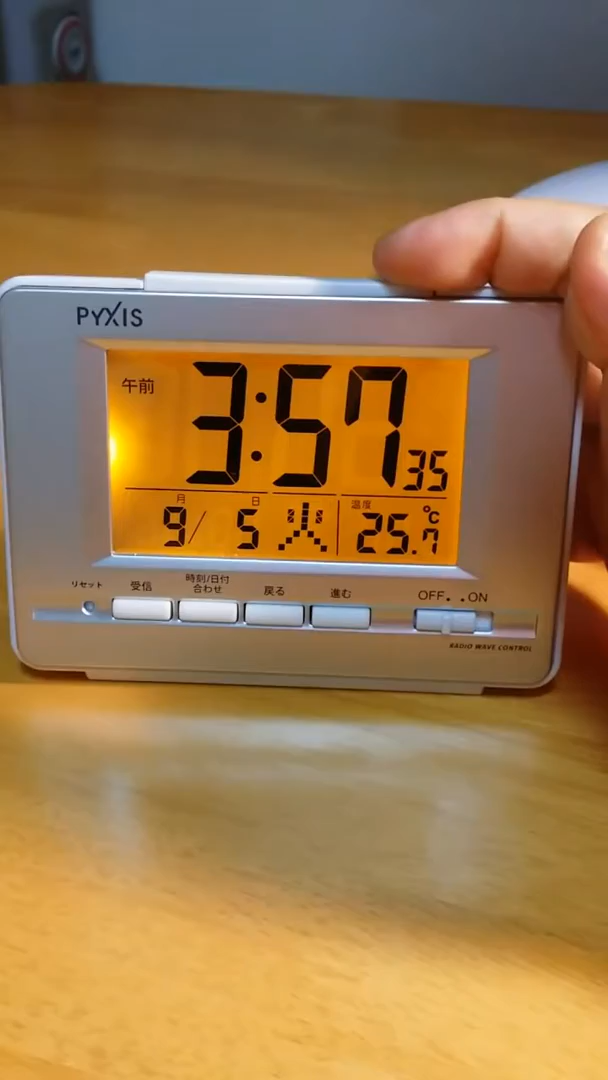 PYXIS
午前 3:57 35
月 日 温度 ℃
9/ 5 火 25.7
リセット 受信 時刻/日付
合わせ 戻る 進む OFF..ON
RADIO WAVE CONTROL